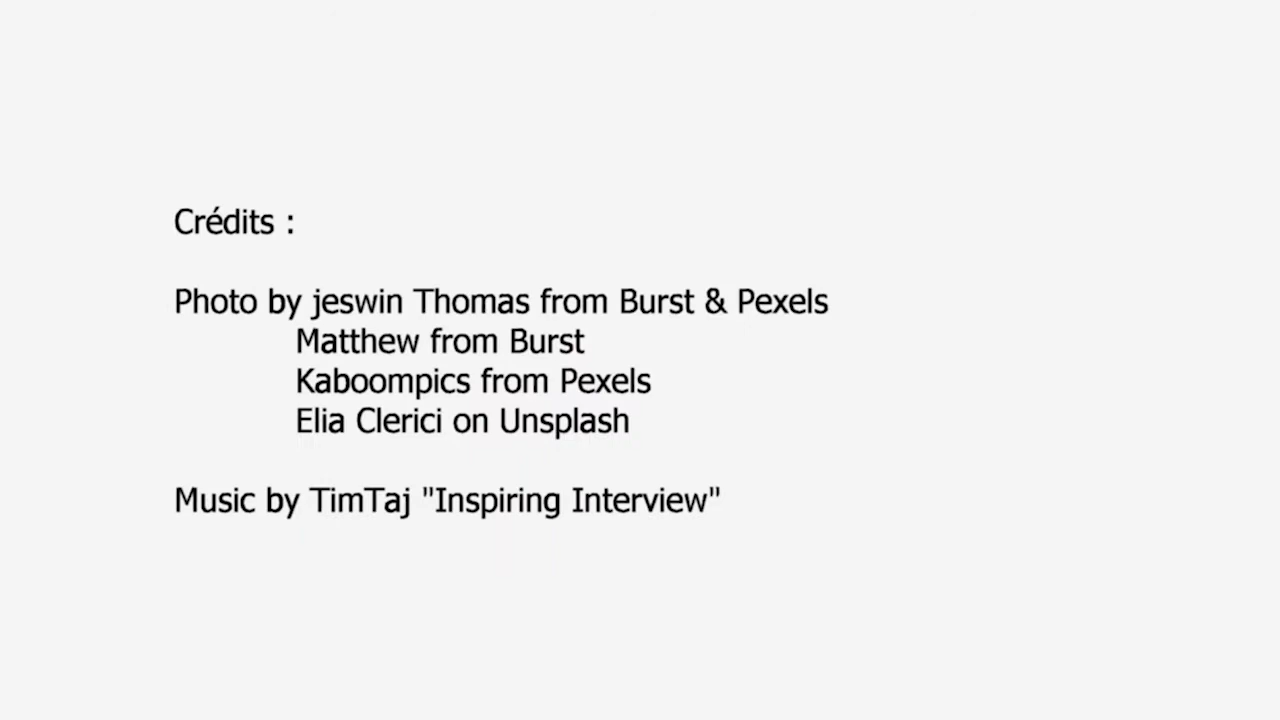 Crédits :
Photo by jeswin Thomas from Burst & Pexels
Matthew from Burst
Kaboompics from Pexels
Elia Clerici on Unsplash
Music by TimTaj "Inspiring Interview"